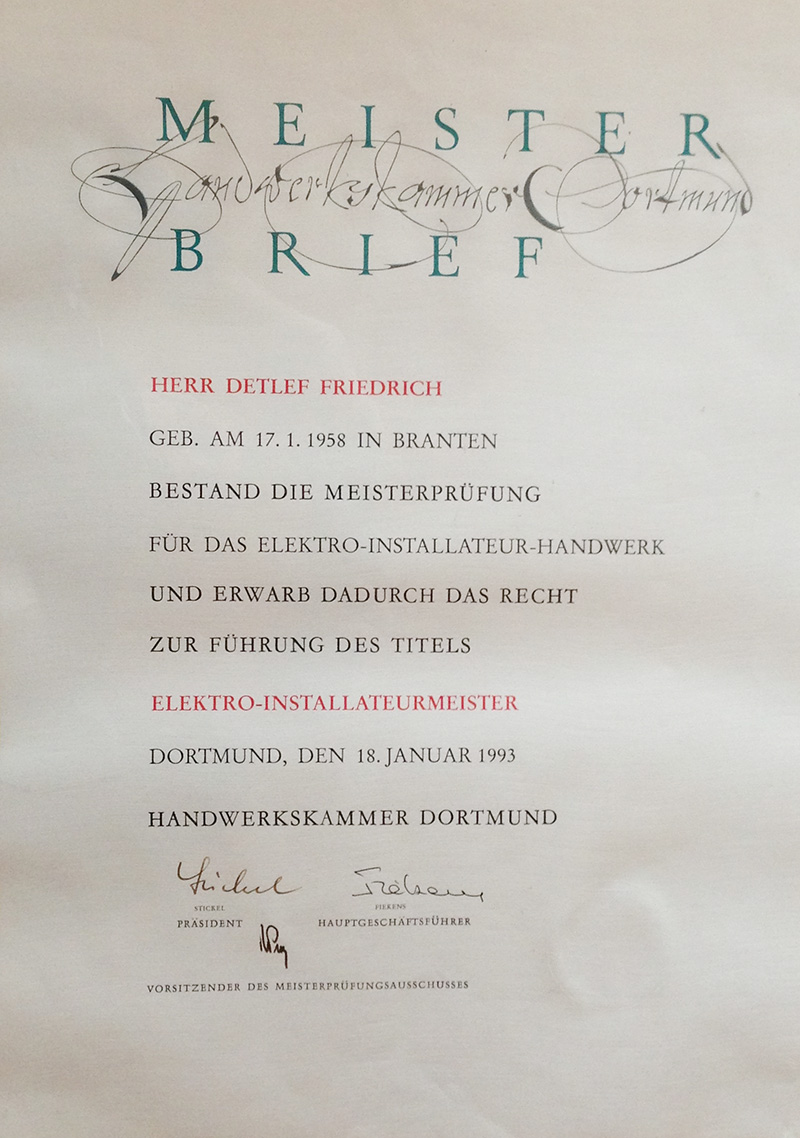 MEISTER
Handwerkskammer Dortmund
BRIEF
HERR DETLEF FRIEDRICH
GEB. AM 17. 1. 1958 IN BRANTEN
BESTAND DIE MEISTERPRÜFUNG
FÜR DAS ELEKTRO-INSTALLATEUR-HANDWERK
UND ERWARB DADURCH DAS RECHT
ZUR FÜHRUNG DES TITELS
ELEKTRO-INSTALLATEURMEISTER
DORTMUND, DEN 18. JANUAR 1993
HANDWERKSKAMMER DORTMUND
Stickel
STICKEL
PRÄSIDENT HAUPTGESCHÄFTSFÜHRER
VORSITZENDER DES MEISTERPRÜFUNGSAUSSCHUSSES